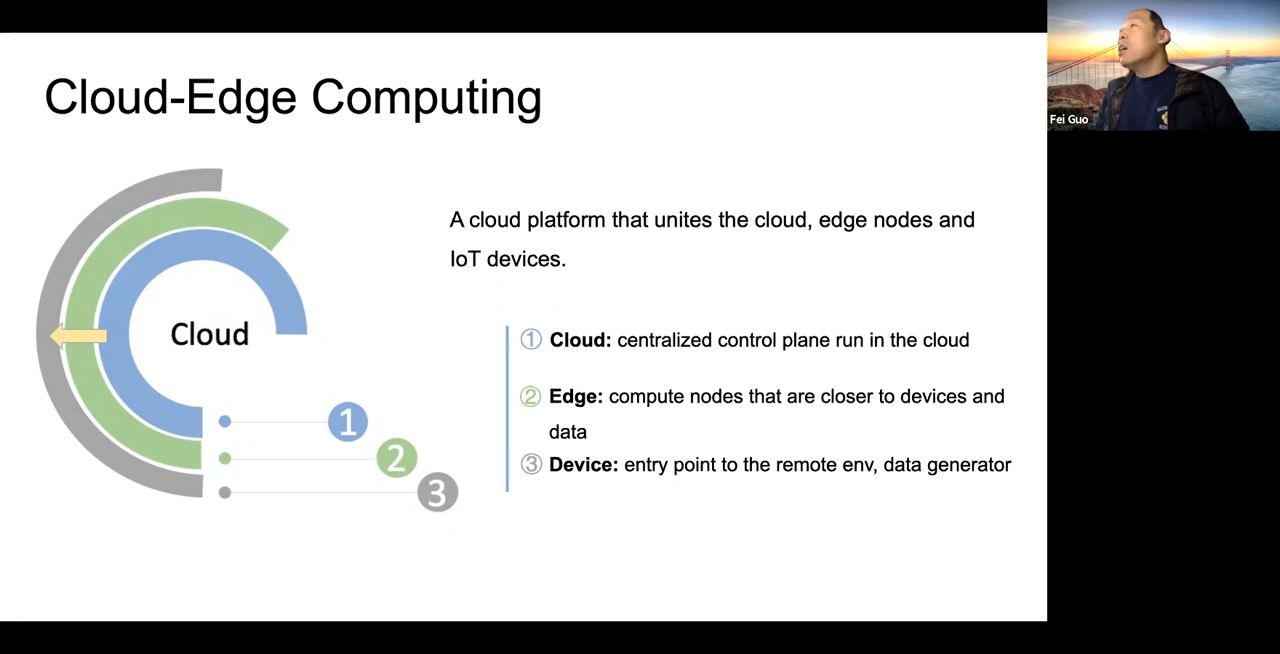 Cloud-Edge Computing
Fei Guo
A cloud platform that unites the cloud, edge nodes and
IoT devices.
Cloud
① Cloud: centralized control plane run in the cloud
② Edge: compute nodes that are closer to devices and
data
③ Device: entry point to the remote env, data generator
1
2
3